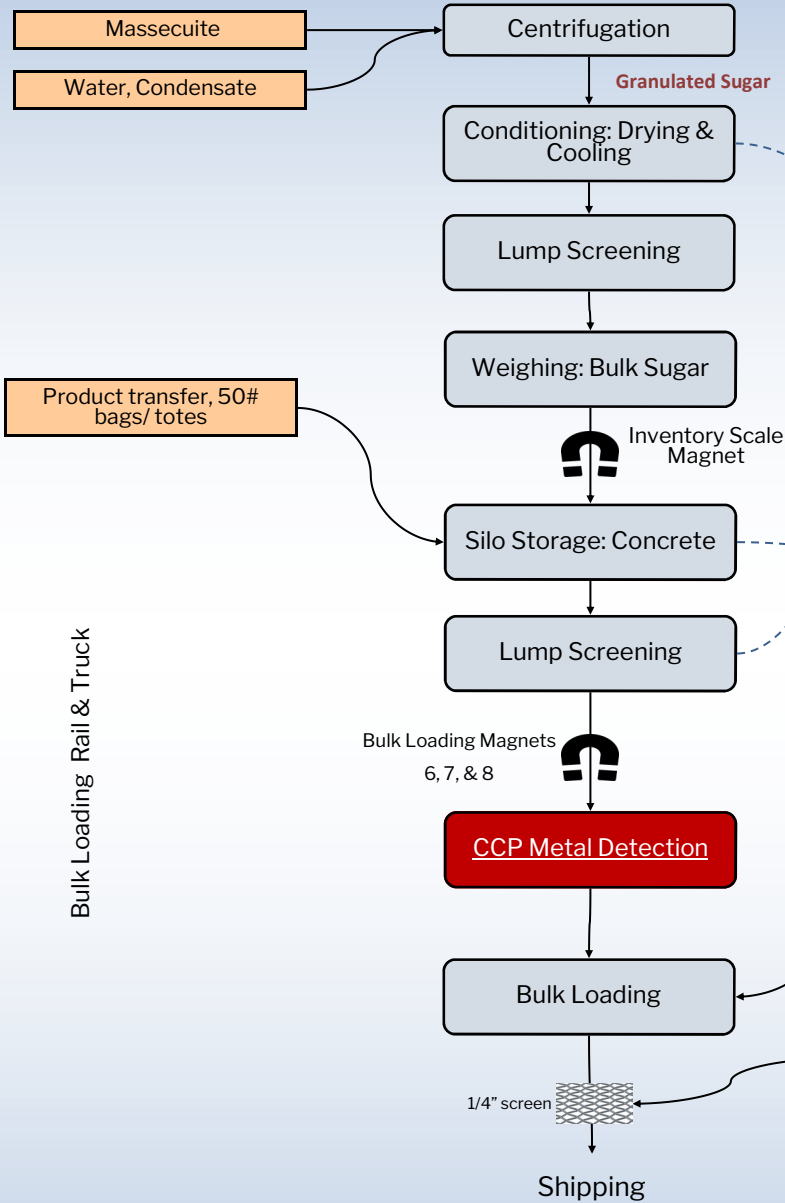 Massecuite
Centrifugation
Water, Condensate
Granulated Sugar
Conditioning: Drying &
Cooling
Lump Screening
Weighing: Bulk Sugar
Product transfer, 50#
bags/ totes
Inventory Scale
Magnet
Silo Storage: Concrete
Lump Screening
Bulk Loading Rail & Truck
Bulk Loading Magnets
6, 7, & 8
CCP Metal Detection
Bulk Loading
1/4” screen
Shipping